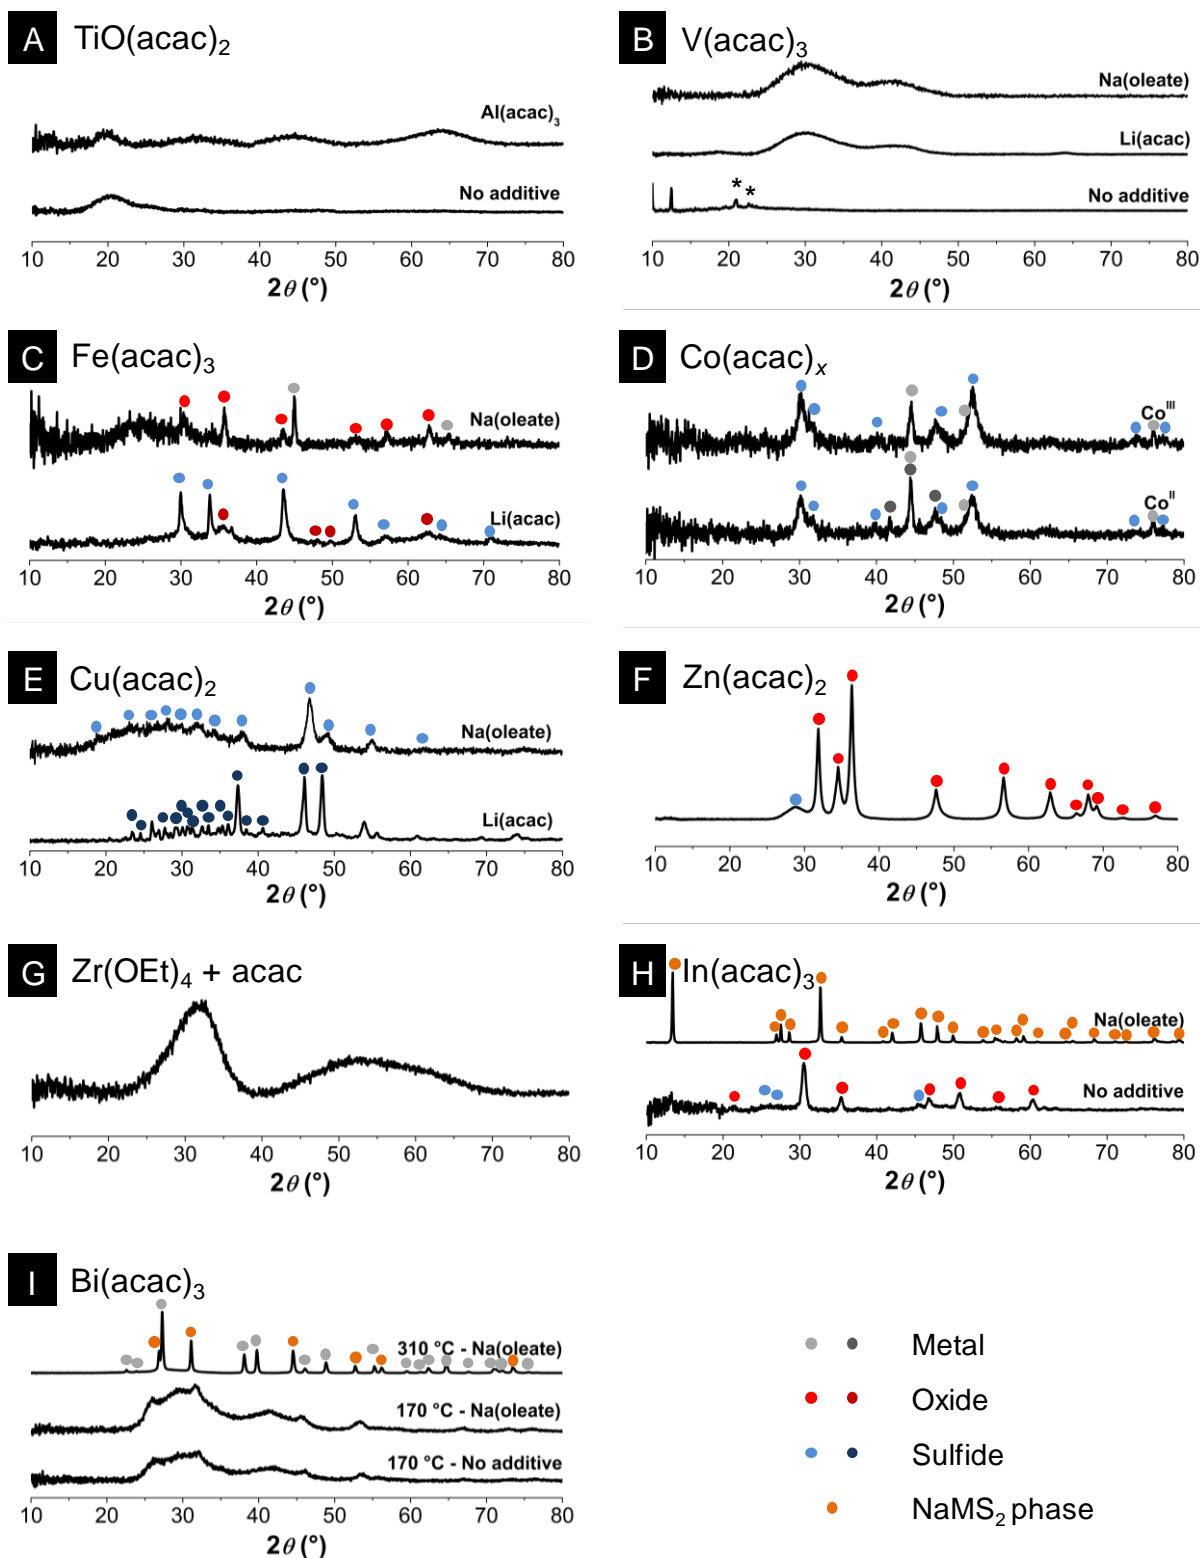 A TiO(acac)₂
Al(acac)₃
No additive
10 20 30 40 50 60 70 80
2θ (°)
B V(acac)₃
Na(oleate)
Li(acac)
* *
No additive
10 20 30 40 50 60 70 80
2θ (°)
C Fe(acac)₃
Na(oleate)
Li(acac)
10 20 30 40 50 60 70 80
2θ (°)
D Co(acac)ₓ
Coᴵᴵᴵ
Coᴵᴵ
10 20 30 40 50 60 70 80
2θ (°)
E Cu(acac)₂
Na(oleate)
Li(acac)
10 20 30 40 50 60 70 80
2θ (°)
F Zn(acac)₂
10 20 30 40 50 60 70 80
2θ (°)
G Zr(OEt)₄ + acac
10 20 30 40 50 60 70 80
2θ (°)
H In(acac)₃
Na(oleate)
No additive
10 20 30 40 50 60 70 80
2θ (°)
I Bi(acac)₃
310 °C - Na(oleate)
170 °C - Na(oleate)
170 °C - No additive
10 20 30 40 50 60 70 80
2θ (°)
Metal
Oxide
Sulfide
NaMS₂ phase